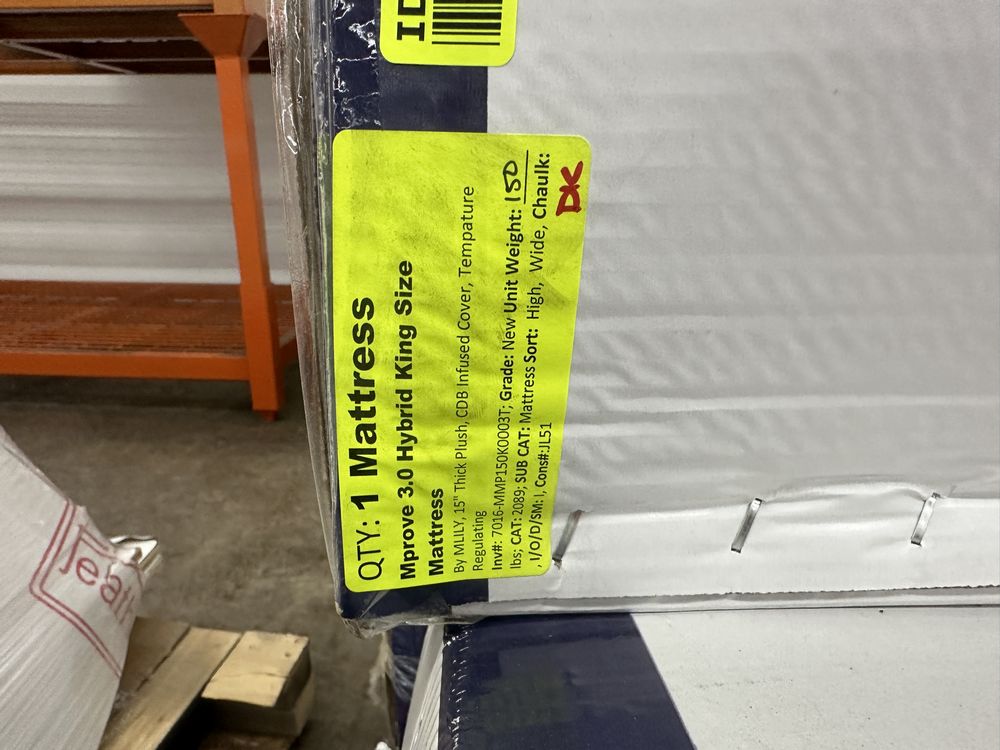 ID
QTY: 1 Mattress
Mprove 3.0 Hybrid King Size
Mattress
By MLILY, 15" Thick Plush, CDB Infused Cover, Tempature
Regulating
Inv#: 7016-MMP150K0003T; Grade: New Unit Weight: 150
lbs; CAT: 2089; SUB CAT: Mattress Sort: High, Wide, Chaulk:
, I/O/D/SM: I, Cons#:JL51
DK